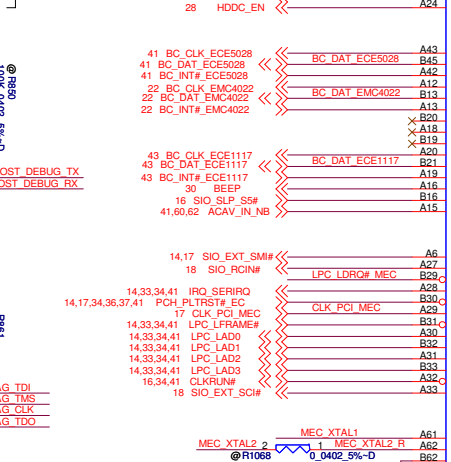 28 HDDC_EN A24
41 BC_CLK_ECE5028 A43
41 BC_DAT_ECE5028 BC_DAT_ECE5028 B45
41 BC_INT#_ECE5028 A42
22 BC_CLK_EMC4022 A12
22 BC_DAT_EMC4022 BC_DAT_EMC4022 B13
22 BC_INT#_EMC4022 A13
B20
A18
B19
43 BC_CLK_ECE1117 A20
43 BC_DAT_ECE1117 BC_DAT_ECE1117 B21
43 BC_INT#_ECE1117 A19
30 BEEP A16
16 SIO_SLP_S5# B16
41,60,62 ACAV_IN_NB A15
@R850
100K_0402_5%~D
OST_DEBUG_TX
OST_DEBUG_RX
14,17 SIO_EXT_SMI# A6
18 SIO_RCIN# A27
LPC_LDRQ#_MEC B29
14,33,34,41 IRQ_SERIRQ A28
14,17,34,36,37,41 PCH_PLTRST#_EC B30
17 CLK_PCI_MEC CLK_PCI_MEC A29
14,33,34,41 LPC_LFRAME# B31
14,33,34,41 LPC_LAD0 A30
14,33,34,41 LPC_LAD1 B32
14,33,34,41 LPC_LAD2 A31
14,33,34,41 LPC_LAD3 B33
16,34,41 CLKRUN# A32
18 SIO_EXT_SCI# A33
R861
AG_TDI
AG_TMS
AG_CLK
AG_TDO
MEC_XTAL1 A61
MEC_XTAL2 2 1 MEC_XTAL2_R A62
@R1068 0_0402_5%~D B62